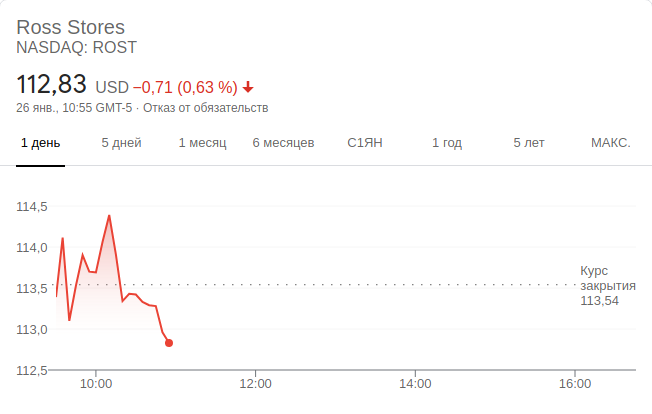 Ross Stores
NASDAQ: ROST
112,83 USD −0,71 (0,63 %)
26 янв., 10:55 GMT-5 · Отказ от обязательств
1 день 5 дней 1 месяц 6 месяцев С1ЯН 1 год 5 лет МАКС.
114,5
114,0
113,5
113,0
112,5
Курс
закрытия
113,54
10:00 12:00 14:00 16:00